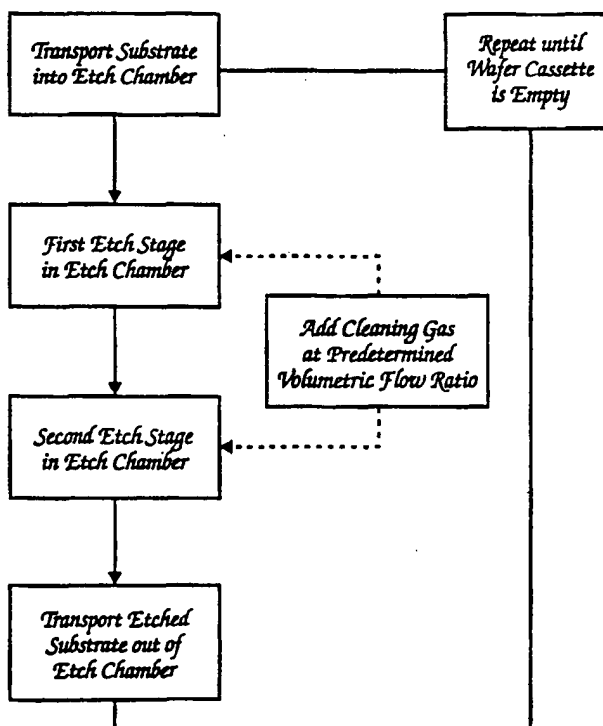 Transport Substrate
into Etch Chamber
Repeat until
Wafer Cassette
is Empty
First Etch Stage
in Etch Chamber
Add Cleaning Gas
at Predetermined
Volumetric Flow Ratio
Second Etch Stage
in Etch Chamber
Transport Etched
Substrate out of
Etch Chamber